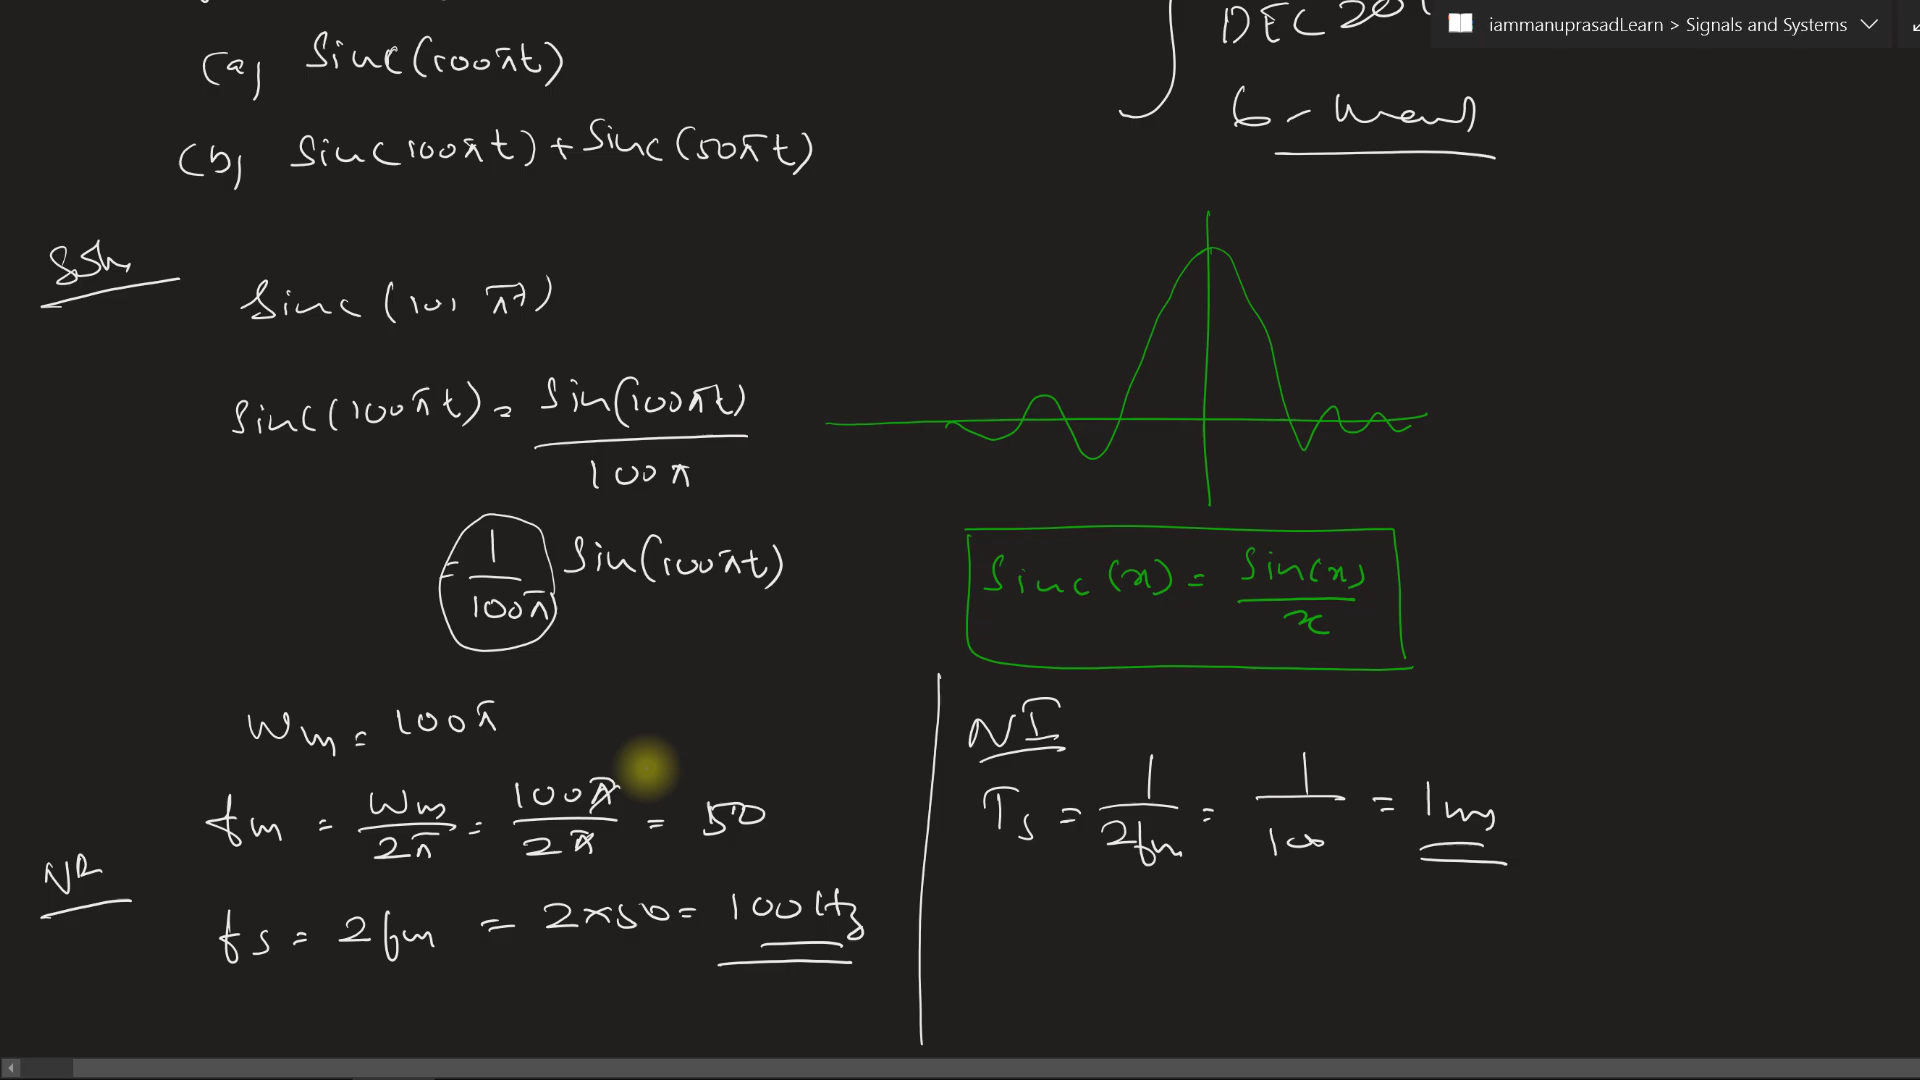 iammanuprasadLearn > Signals and Systems
DEC 201
(a) Sinc(100πt)
6-
(b) Sinc(100πt) + Sinc(50πt)
Soln
Sinc(
Sinc(100πt) = Sin(100πt)
100π
= 1
100π
Sin(100πt)
Sinc(x) = Sin(x)
x
Wm = 100π
fm = Wm = 100π = 50
2π 2π
NR
fs = 2fm = 2×50 = 100Hz
NI
Ts = 1 = 1 = 1ms
2fm 100